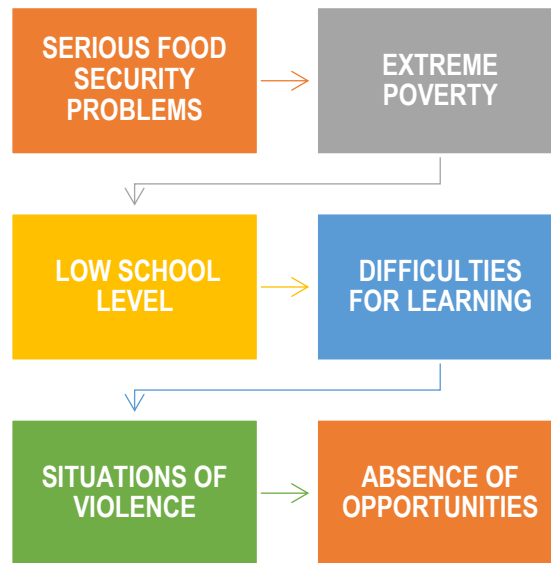 SERIOUS FOOD
SECURITY
PROBLEMS
EXTREME
POVERTY
LOW SCHOOL
LEVEL
DIFFICULTIES
FOR LEARNING
SITUATIONS OF
VIOLENCE
ABSENCE OF
OPPORTUNITIES